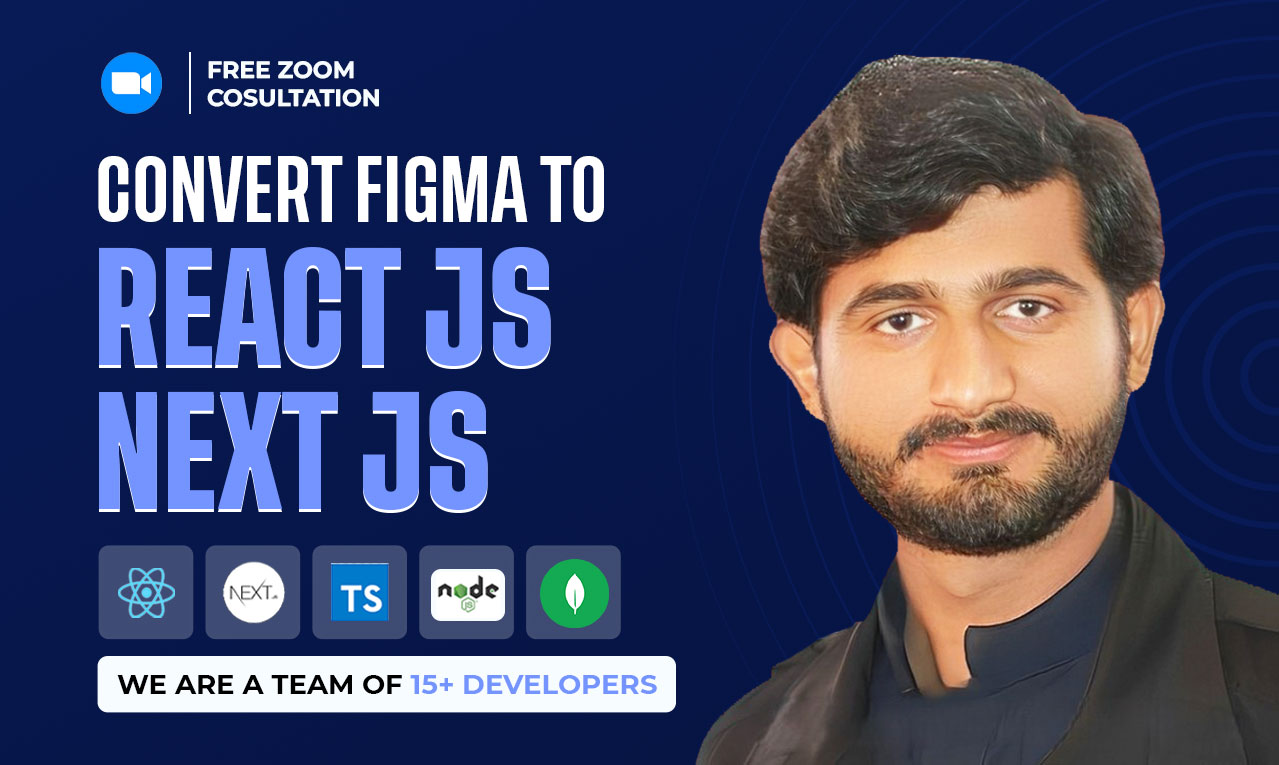 FREE ZOOM
COSULTATION
CONVERT FIGMA TO
REACT JS
NEXT JS
NEXT.JS
TS
node
JS
WE ARE A TEAM OF 15+ DEVELOPERS